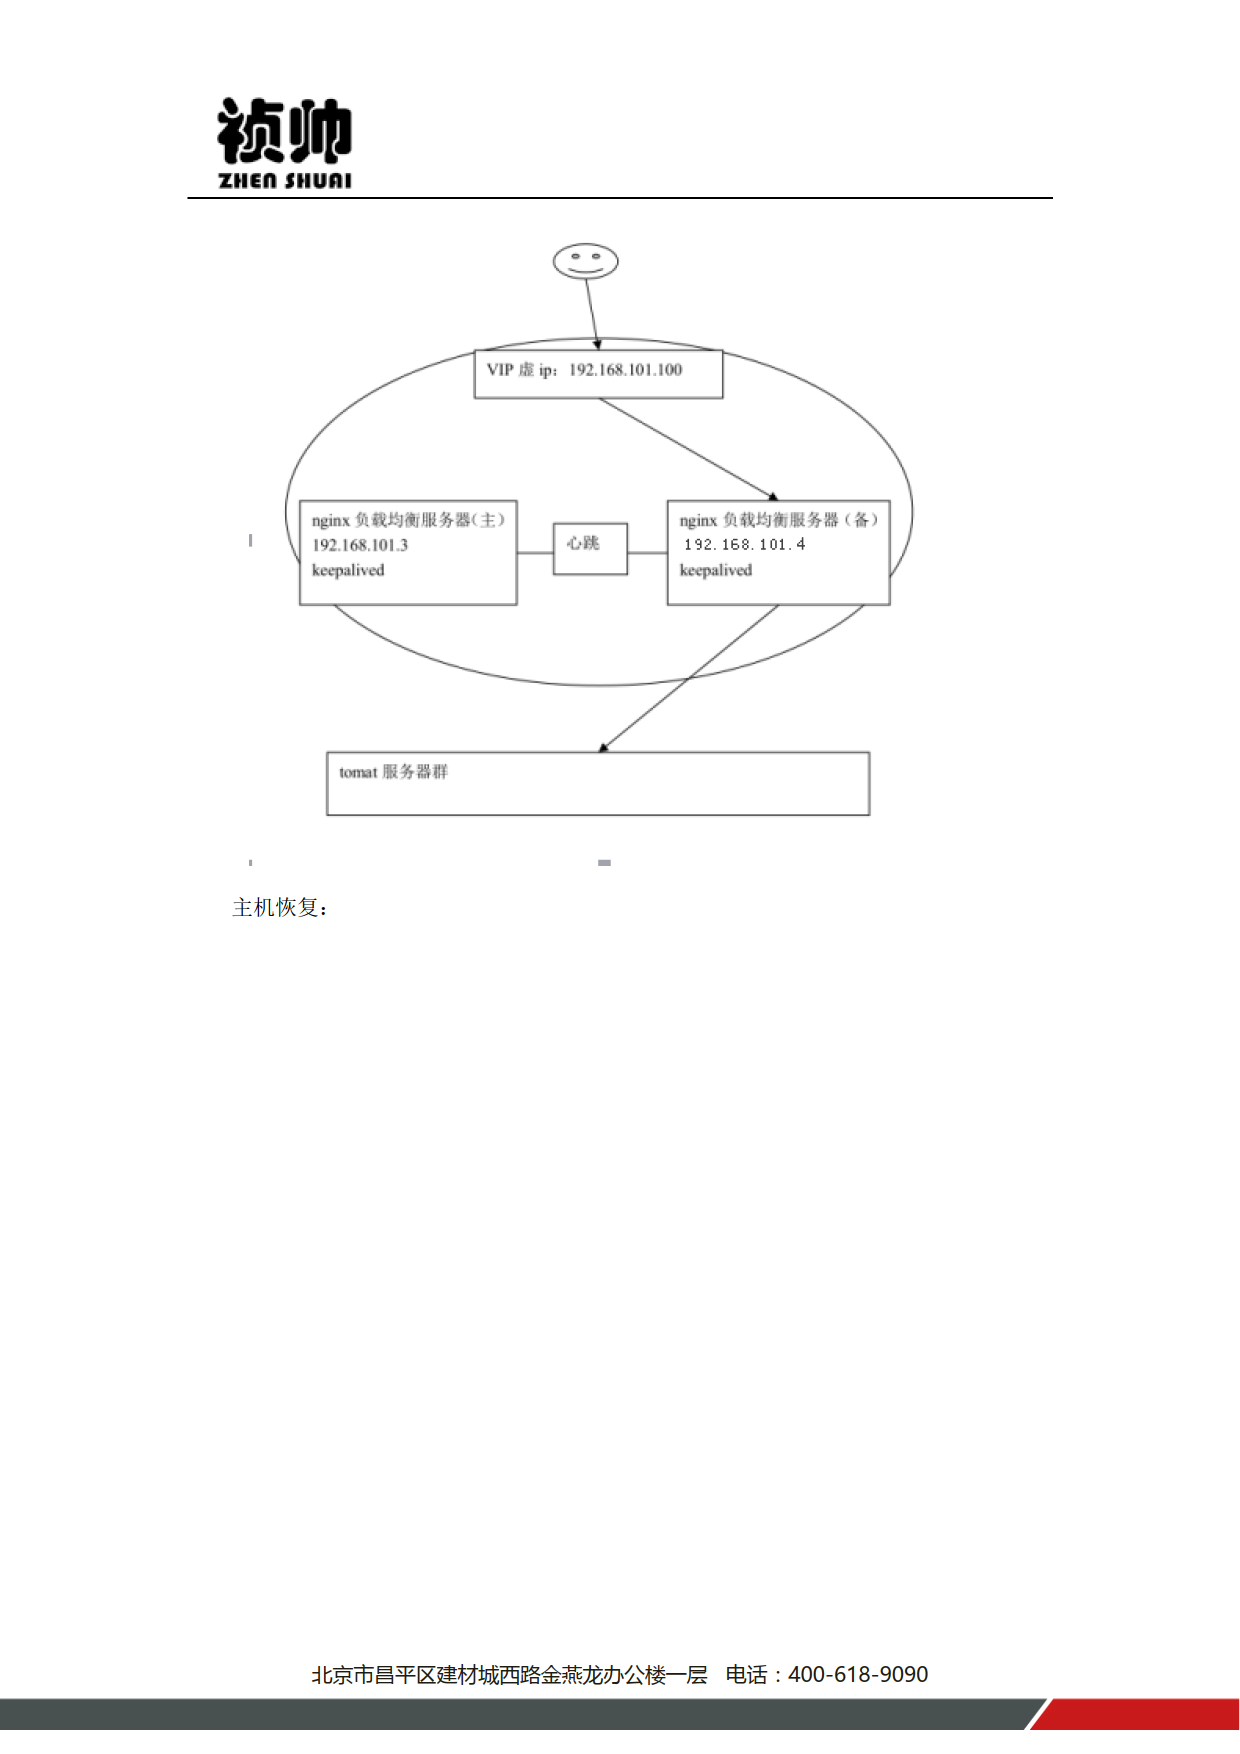 祯帅
ZHEN SHUAI
VIP 虚 ip：192.168.101.100
nginx 负载均衡服务器（主）
192.168.101.3
keepalived
心跳
nginx 负载均衡服务器（备）
192.168.101.4
keepalived
tomat 服务器群
主机恢复：
北京市昌平区建材城西路金燕龙办公楼一层 电话：400-618-9090